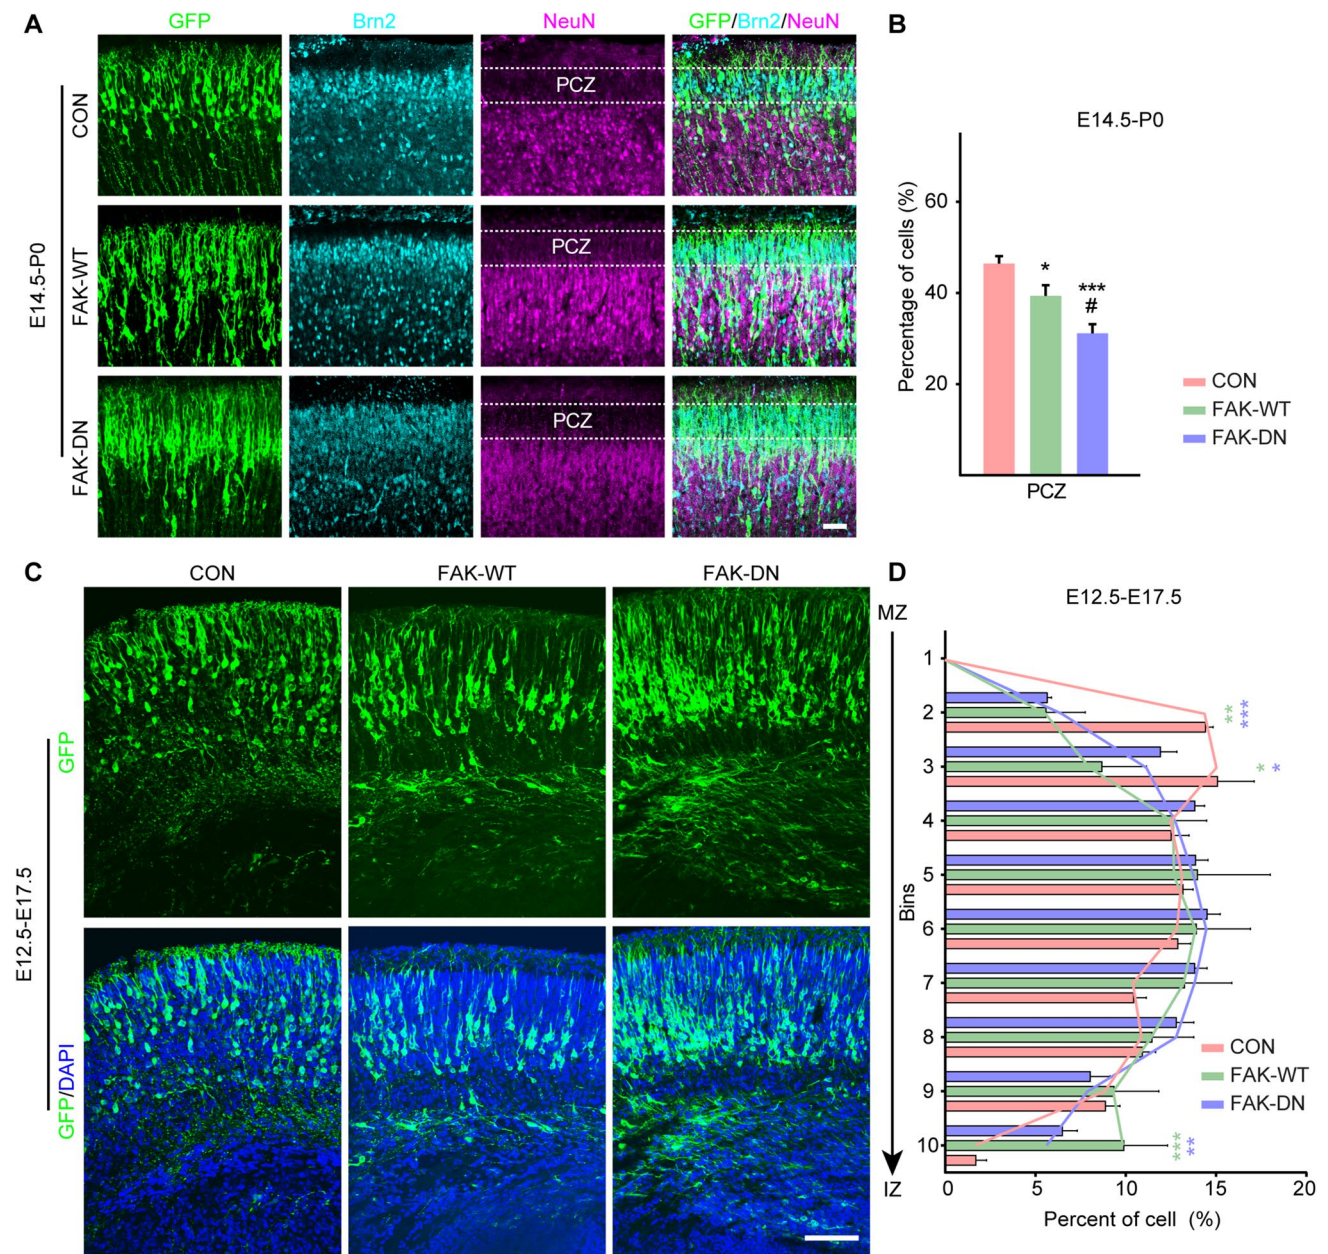 A
GFP
Brn2
NeuN
GFP/Brn2/NeuN
E14.5-P0
CON
PCZ
FAK-WT
PCZ
FAK-DN
PCZ
B
E14.5-P0
Percentage of cells (%)
60
40
20
*
***
#
PCZ
CON
FAK-WT
FAK-DN
C
CON
FAK-WT
FAK-DN
E12.5-E17.5
GFP
GFP/DAPI
D
E12.5-E17.5
MZ
IZ
Bins
1
2
**
***
3
*
*
4
5
6
7
8
9
10
***
**
CON
FAK-WT
FAK-DN
0
5
10
15
20
Percent of cell (%)